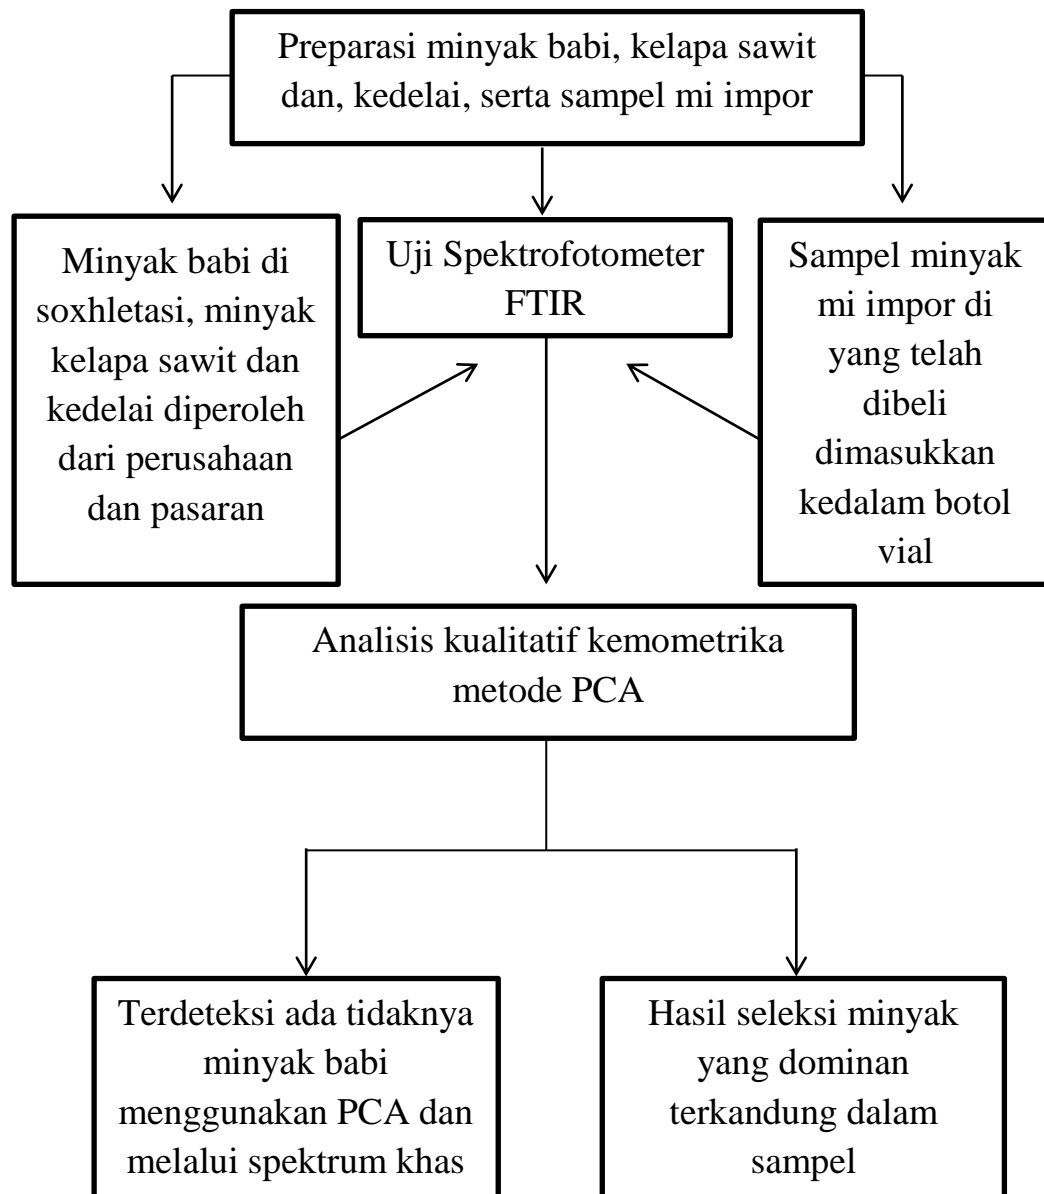 Preparasi minyak babi, kelapa sawit
dan, kedelai, serta sampel mi impor
Minyak babi di
soxhletasi, minyak
kelapa sawit dan
kedelai diperoleh
dari perusahaan
dan pasaran
Uji Spektrofotometer
FTIR
Sampel minyak
mi impor di
yang telah
dibeli
dimasukkan
kedalam botol
vial
Analisis kualitatif kemometrika
metode PCA
Terdeteksi ada tidaknya
minyak babi
menggunakan PCA dan
melalui spektrum khas
Hasil seleksi minyak
yang dominan
terkandung dalam
sampel